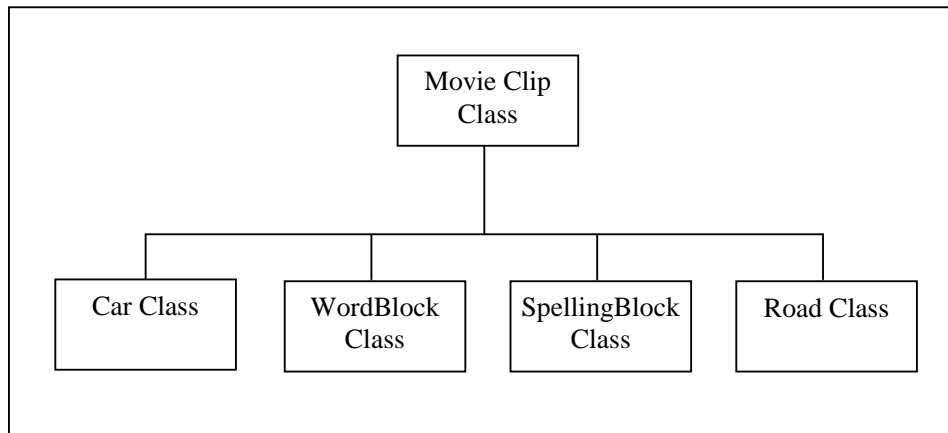 Movie Clip
Class
Car Class
WordBlock
Class
SpellingBlock
Class
Road Class